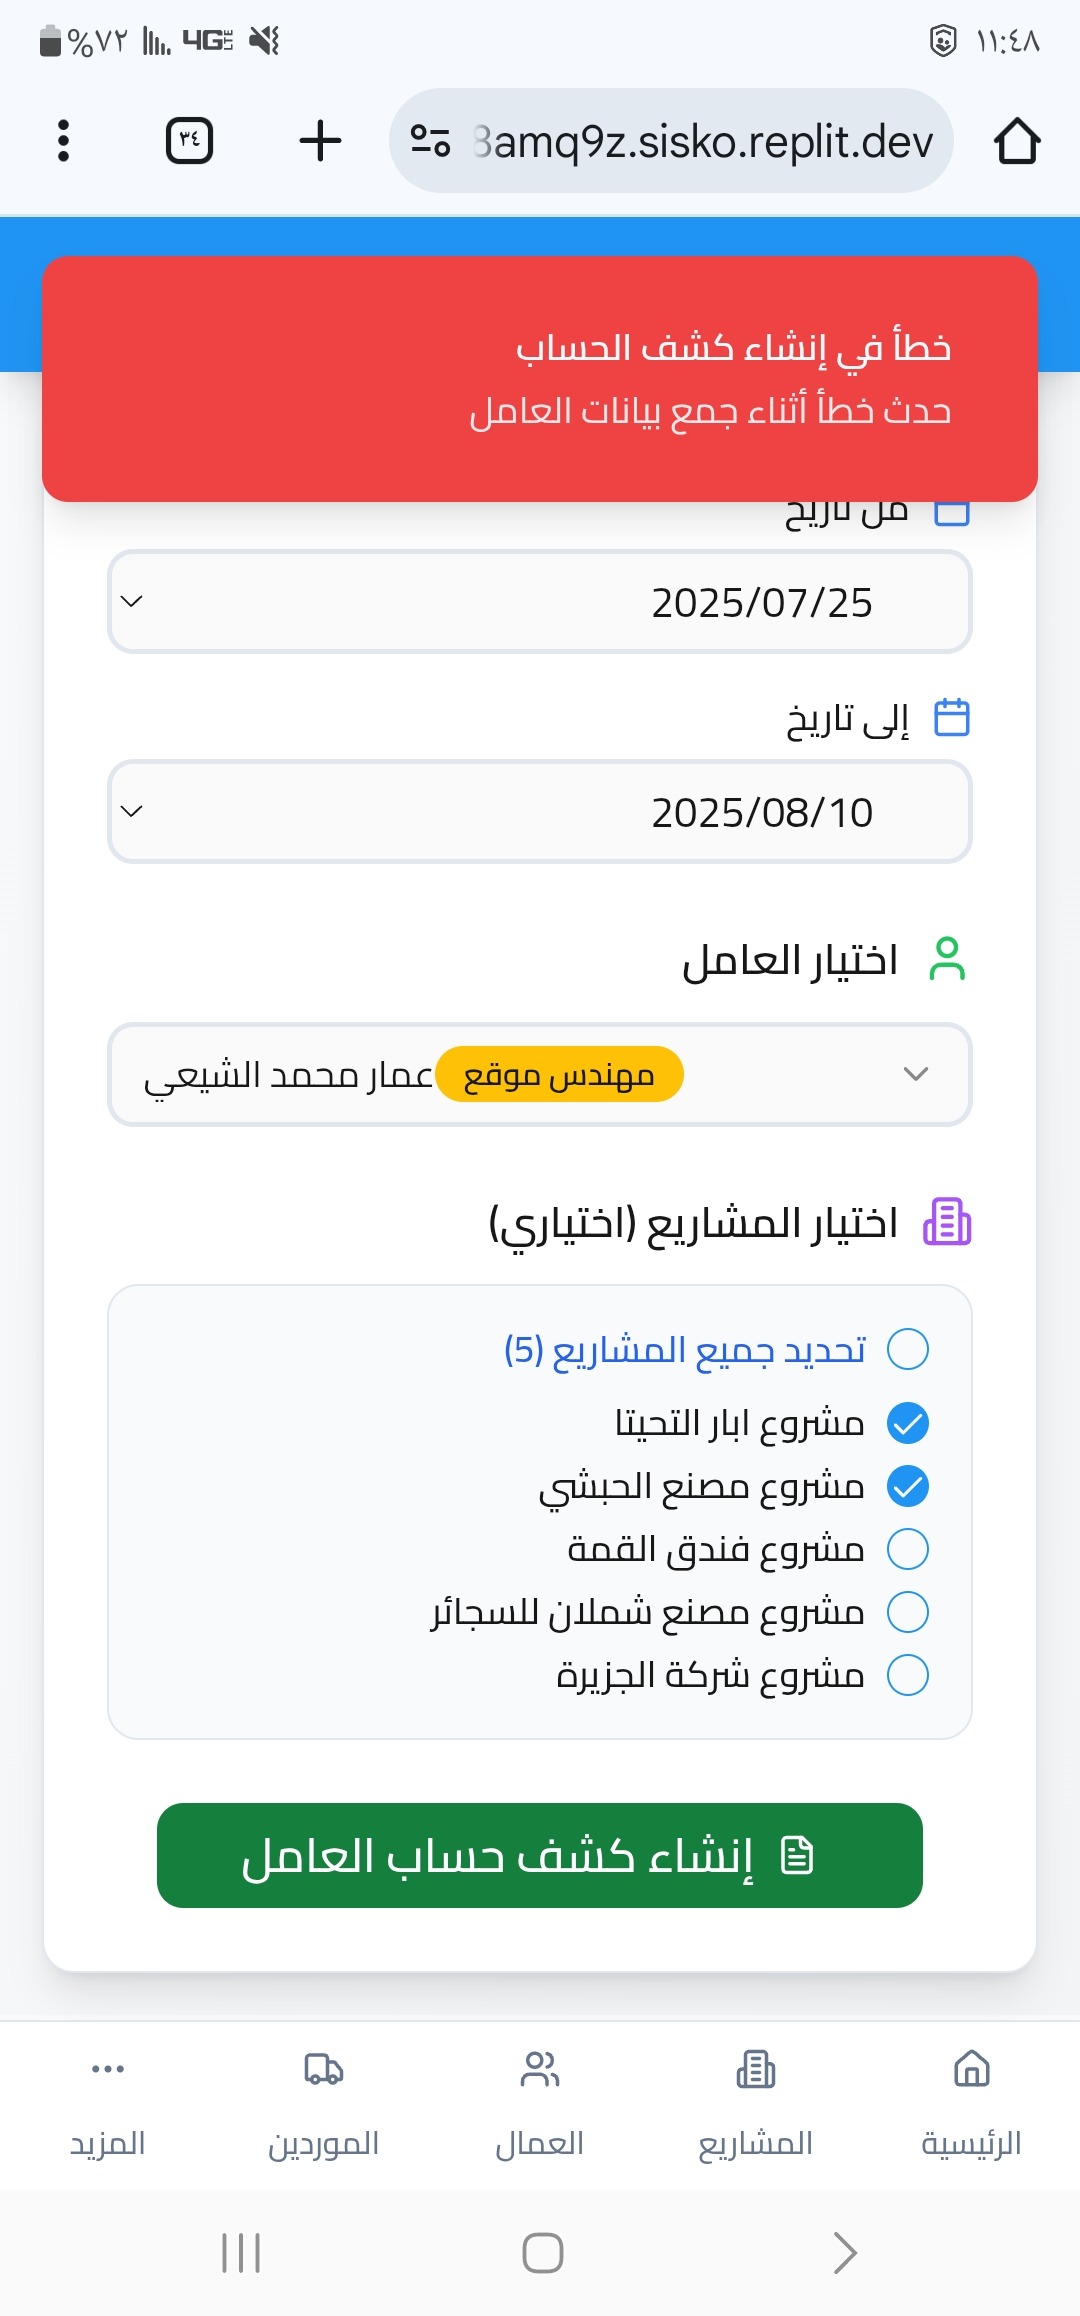 %٧٢ 4G LTE ١١:٤٨
٣٤ 8amq9z.sisko.replit.dev
خطأ في إنشاء كشف الحساب
حدث خطأ أثناء جمع بيانات العامل
من تاريخ
2025/07/25
إلى تاريخ
2025/08/10
اختيار العامل
مهندس موقع عمار محمد الشيعي
اختيار المشاريع (اختياري)
تحديد جميع المشاريع (5)
مشروع ابار التحيتا
مشروع مصنع الحبشي
مشروع فندق القمة
مشروع مصنع شملان للسجائر
مشروع شركة الجزيرة
إنشاء كشف حساب العامل
الرئيسية المشاريع العمال الموردين المزيد